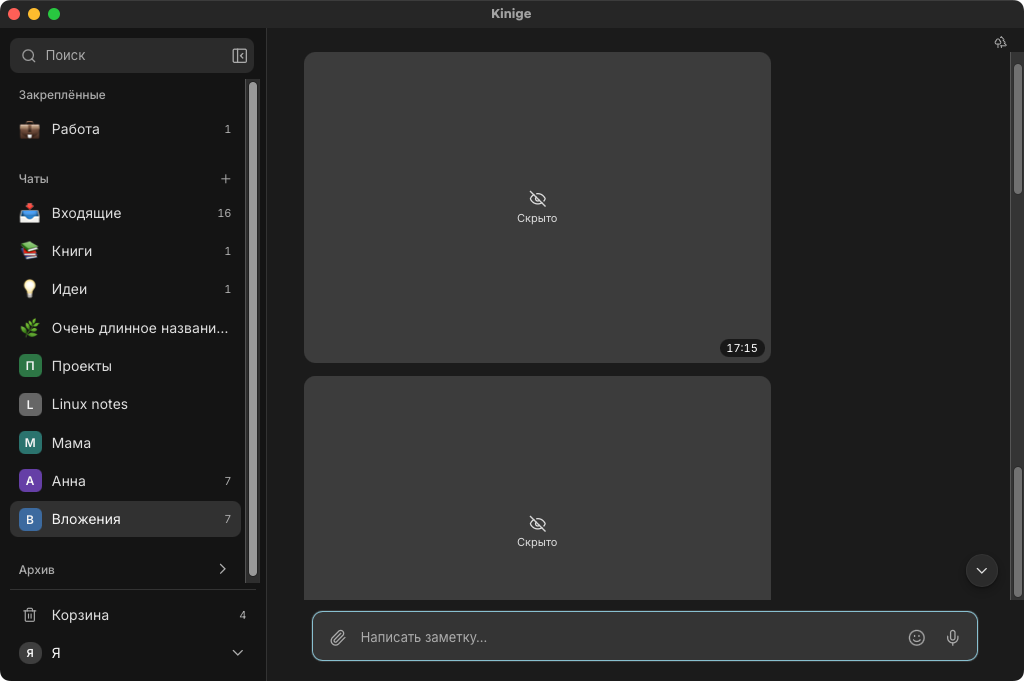 Kinige
Поиск
Закреплённые
Работа 1
Чаты
Входящие 16
Книги 1
Идеи 1
Очень длинное названи...
П Проекты
L Linux notes
М Мама
А Анна 7
В Вложения 7
Архив
Корзина 4
Я Я
Скрыто
17:15
Скрыто
Написать заметку...